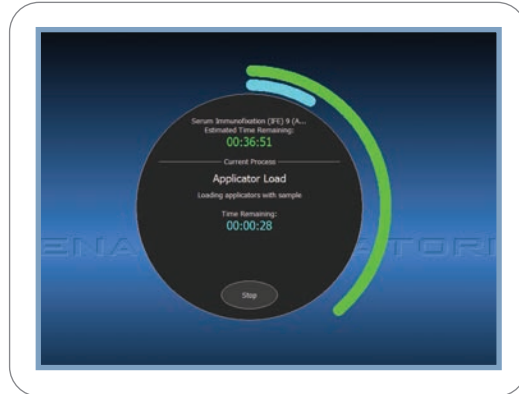 Serum Immunofixation (IFE) 9 (A...
Estimated Time Remaining:
00:36:51
Current Process
Applicator Load
Loading applicators with sample
Time Remaining:
00:00:28
Stop